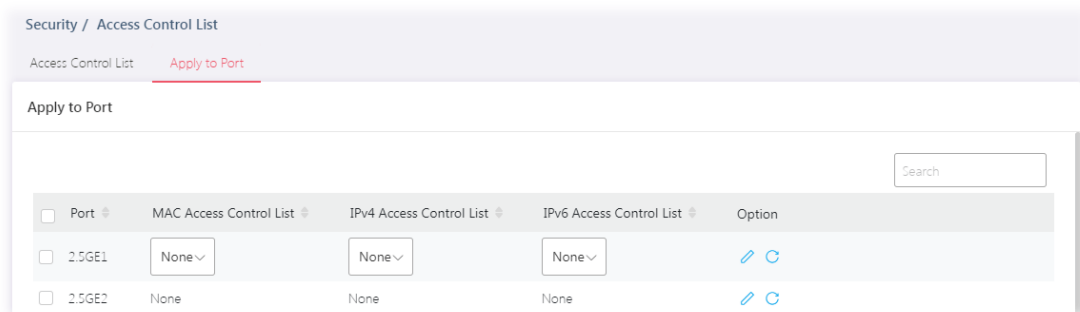 Security / Access Control List
Access Control List Apply to Port
Apply to Port
Search
Port MAC Access Control List IPv4 Access Control List IPv6 Access Control List Option
2.5GE1 None None None
2.5GE2 None None None